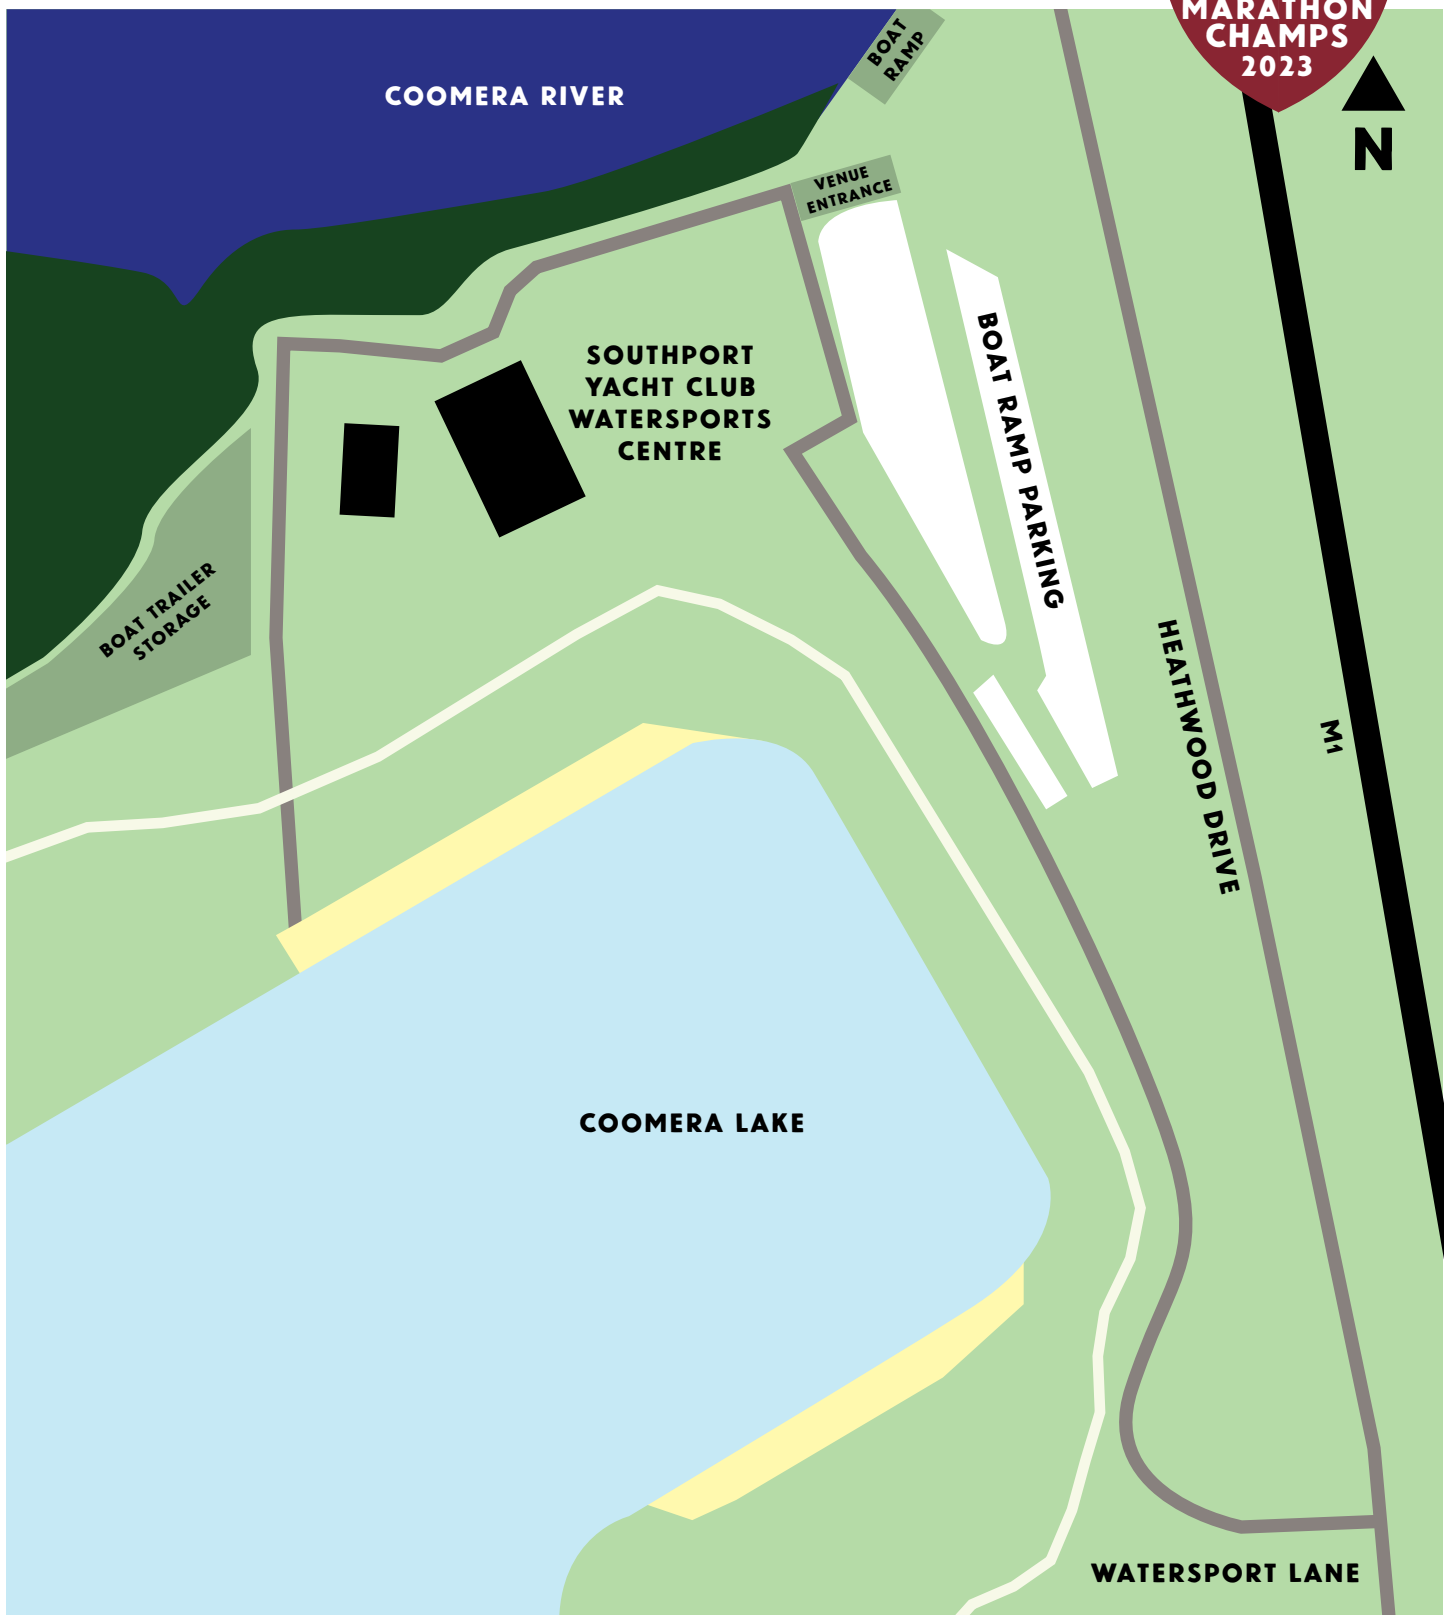 MARATHON
CHAMPS
2023
N
BOAT
RAMP
COOMERA RIVER
VENUE
ENTRANCE
SOUTHPORT
YACHT CLUB
WATERSPORTS
CENTRE
BOAT RAMP PARKING
BOAT TRAILER
STORAGE
HEATHWOOD DRIVE
M1
COOMERA LAKE
WATERSPORT LANE